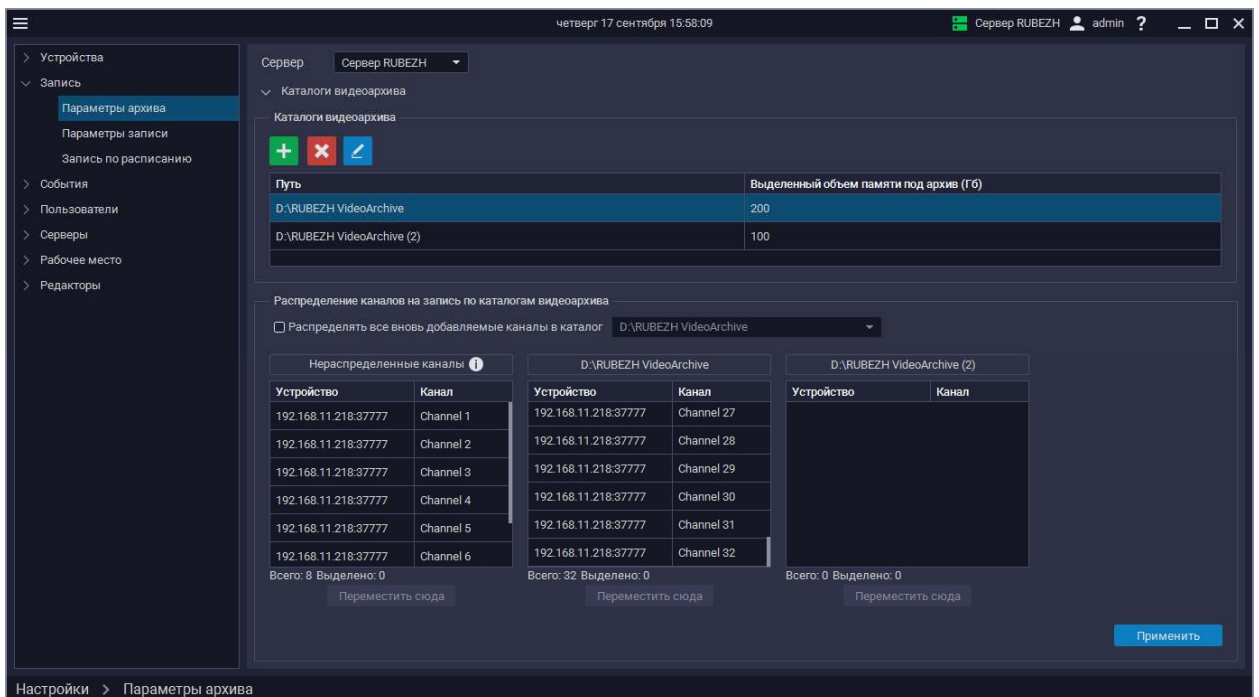 четверг 17 сентября 15:58:09 Сервер RUBEZH admin ?
Устройства
Запись
Параметры архива
Параметры записи
Запись по расписанию
События
Пользователи
Серверы
Рабочее место
Редакторы
Сервер Сервер RUBEZH
Каталоги видеоархива
Каталоги видеоархива
Путь Выделенный объем памяти под архив (Гб)
D:\RUBEZH VideoArchive 200
D:\RUBEZH VideoArchive (2) 100
Распределение каналов на запись по каталогам видеоархива
Распределять все вновь добавляемые каналы в каталог D:\RUBEZH VideoArchive
Нераспределенные каналы i D:\RUBEZH VideoArchive D:\RUBEZH VideoArchive (2)
Устройство Канал Устройство Канал Устройство Канал
192.168.11.218:37777 Channel 1 192.168.11.218:37777 Channel 27
192.168.11.218:37777 Channel 2 192.168.11.218:37777 Channel 28
192.168.11.218:37777 Channel 3 192.168.11.218:37777 Channel 29
192.168.11.218:37777 Channel 4 192.168.11.218:37777 Channel 30
192.168.11.218:37777 Channel 5 192.168.11.218:37777 Channel 31
192.168.11.218:37777 Channel 6 192.168.11.218:37777 Channel 32
Всего: 8 Выделено: 0 Всего: 32 Выделено: 0 Всего: 0 Выделено: 0
Переместить сюда Переместить сюда Переместить сюда
Применить
Настройки > Параметры архива